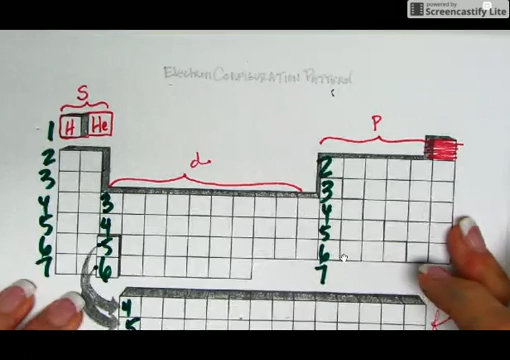 powered by
Screencastify Lite
Electron Configuration Pattern
S
1 H He
P
d
2 2
3 3 3
4 4 4
5 5 5
6 6 6
7 7
4
5